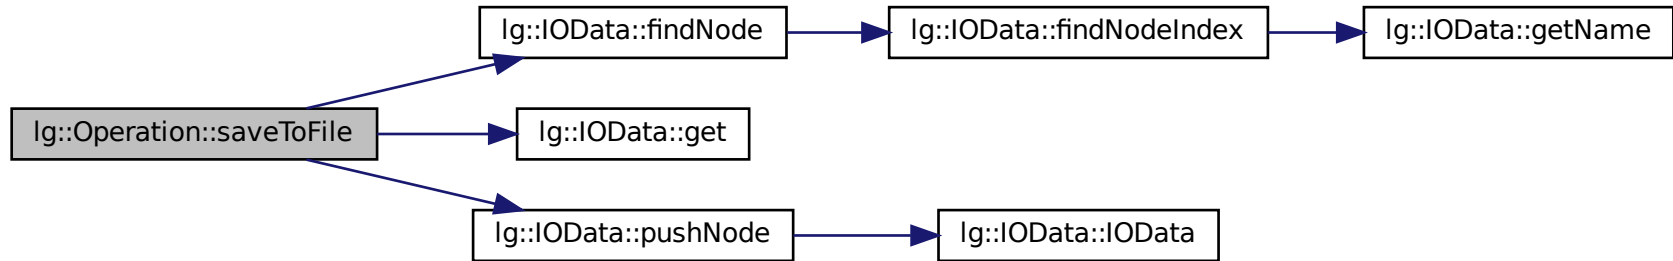 lg::IOData::findNode
lg::IOData::findNodeIndex
lg::IOData::getName
lg::Operation::saveToFile
lg::IOData::get
lg::IOData::pushNode
lg::IOData::IOData